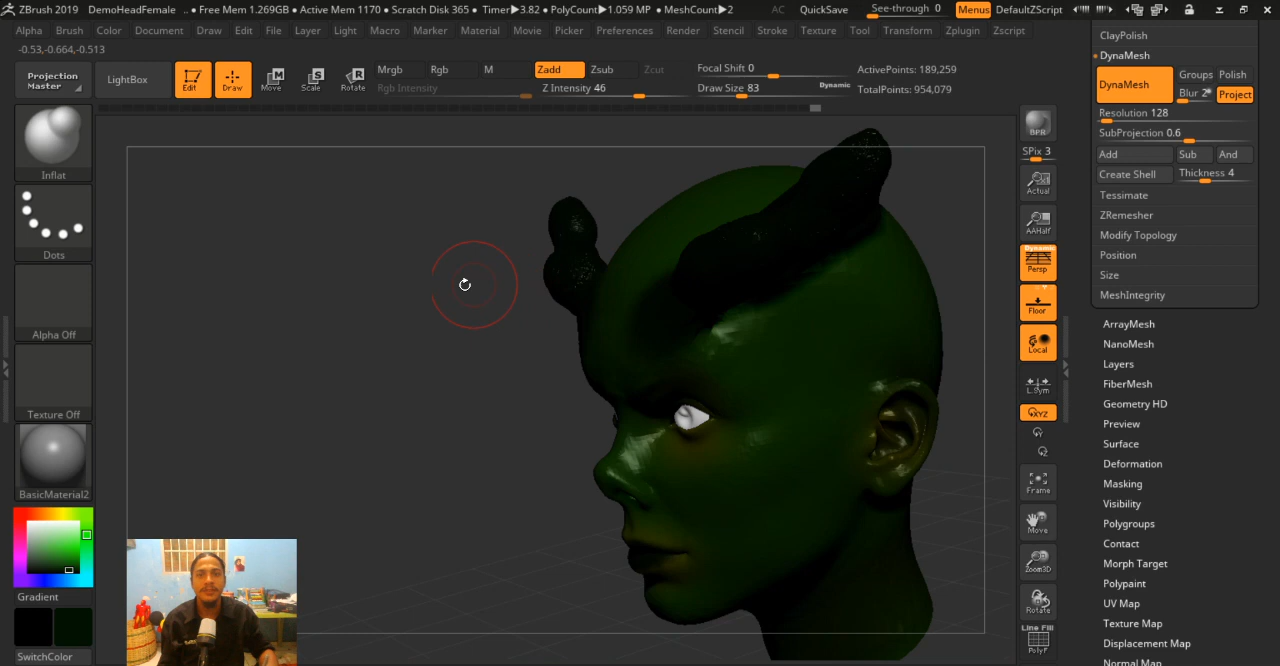 ZBrush 2019 DemoHeadFemale .. ● Free Mem 1.269GB ● Active Mem 1170 ● Scratch Disk 365 ● Timer▶3.82 ● PolyCount▶1.059 MP ● MeshCount▶2 AC QuickSave See-through 0 Menus DefaultZScript
Alpha Brush Color Document Draw Edit File Layer Light Macro Marker Material Movie Picker Preferences Render Stencil Stroke Texture Tool Transform Zplugin Zscript
-0.53,-0.664,-0.513
Projection Master
LightBox
Edit
Draw
Move
Scale
Rotate
Mrgb Rgb M
Rgb Intensity
Zadd Zsub Zcut
Z Intensity 46
Focal Shift 0
Draw Size 83 Dynamic
ActivePoints: 189,259
TotalPoints: 954,079
Inflat
Dots
Alpha Off
Texture Off
BasicMaterial2
Gradient
SwitchColor
BPR
SPix 3
Actual
AAHalf
Dynamic
Persp
Floor
Local
L.Sym
XYZ
Y
Z
Frame
Move
Zoom3D
Rotate
Line Fill
PolyF
ClayPolish
DynaMesh
DynaMesh
Groups Polish
Blur 2 Project
Resolution 128
SubProjection 0.6
Add Sub And
Create Shell Thickness 4
Tessimate
ZRemesher
Modify Topology
Position
Size
MeshIntegrity
ArrayMesh
NanoMesh
Layers
FiberMesh
Geometry HD
Preview
Surface
Deformation
Masking
Visibility
Polygroups
Contact
Morph Target
Polypaint
UV Map
Texture Map
Displacement Map
Normal Map